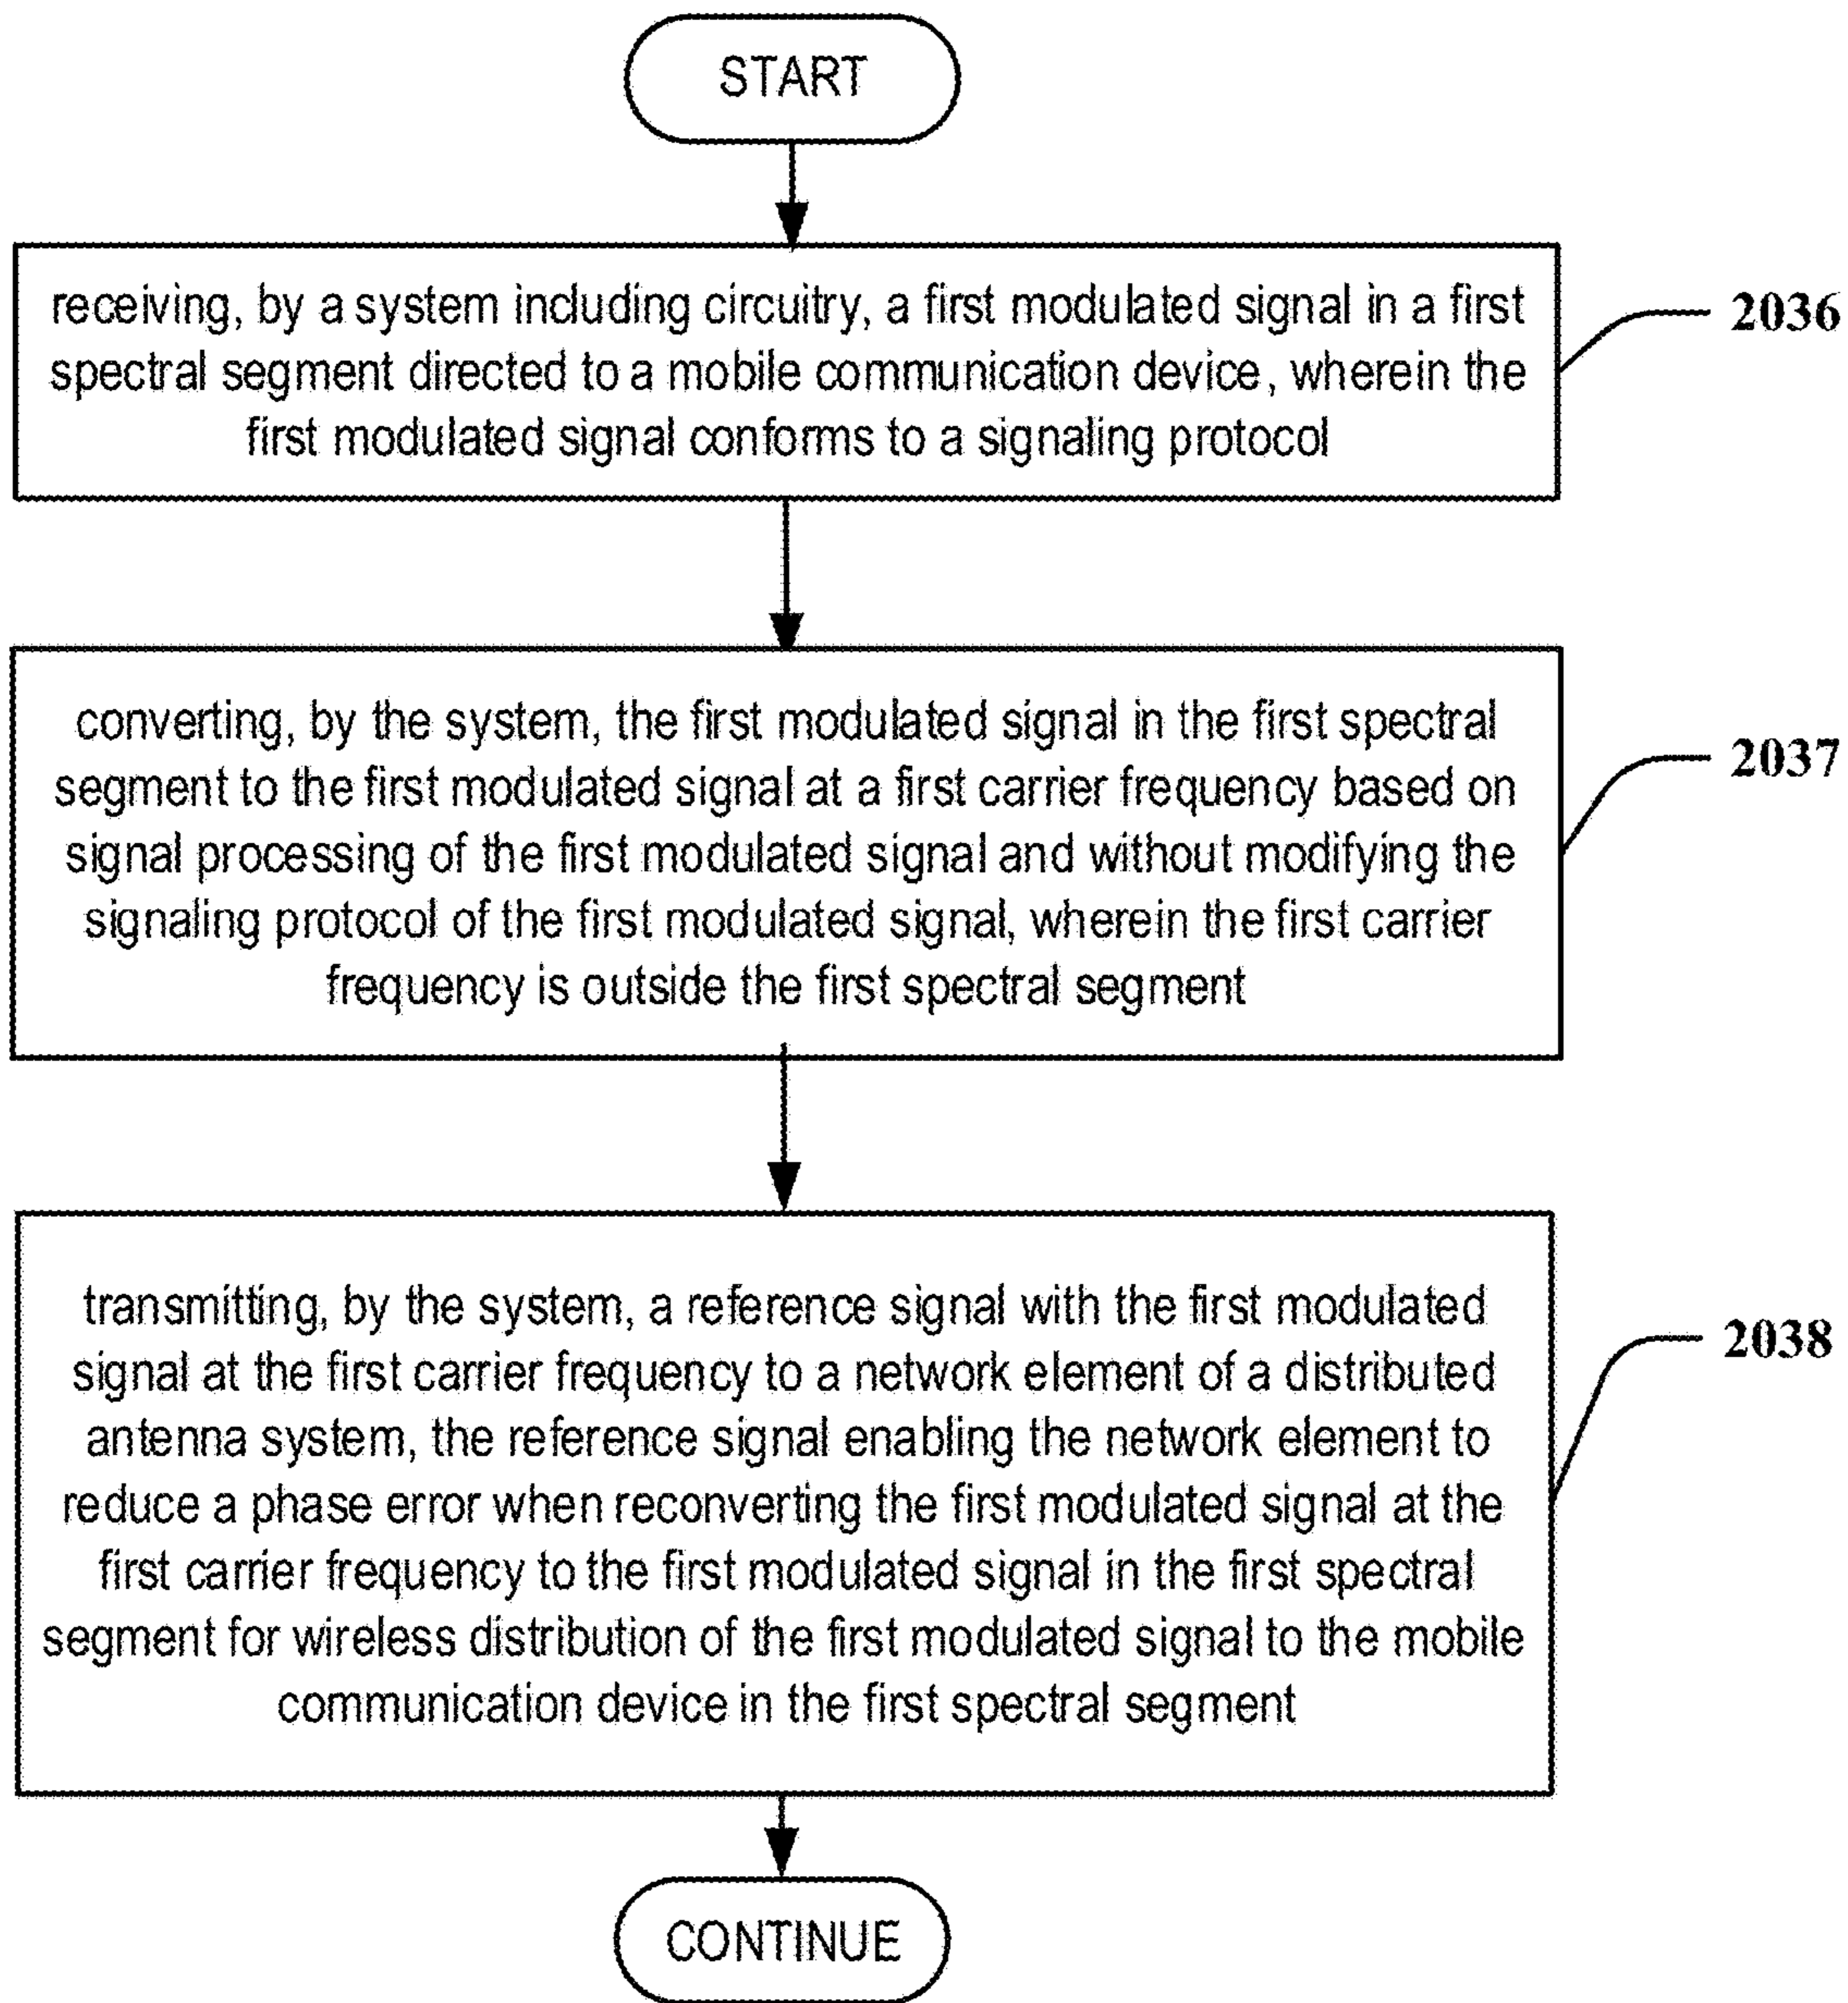 START
receiving, by a system including circuitry, a first modulated signal in a first
spectral segment directed to a mobile communication device, wherein the
first modulated signal conforms to a signaling protocol
2036
converting, by the system, the first modulated signal in the first spectral
segment to the first modulated signal at a first carrier frequency based on
signal processing of the first modulated signal and without modifying the
signaling protocol of the first modulated signal, wherein the first carrier
frequency is outside the first spectral segment
2037
transmitting, by the system, a reference signal with the first modulated
signal at the first carrier frequency to a network element of a distributed
antenna system, the reference signal enabling the network element to
reduce a phase error when reconverting the first modulated signal at the
first carrier frequency to the first modulated signal in the first spectral
segment for wireless distribution of the first modulated signal to the mobile
communication device in the first spectral segment
2038
CONTINUE